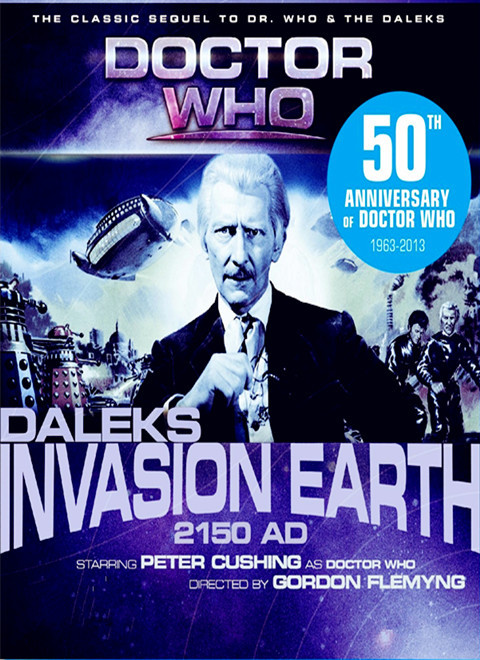 THE CLASSIC SEQUEL TO DR. WHO & THE DALEKS
DOCTOR
WHO
50TH
ANNIVERSARY
OF DOCTOR WHO
1963-2013
DALEKS
INVASION EARTH
2150 AD
STARRING PETER CUSHING AS DOCTOR WHO
DIRECTED BY GORDON FLEMYNG